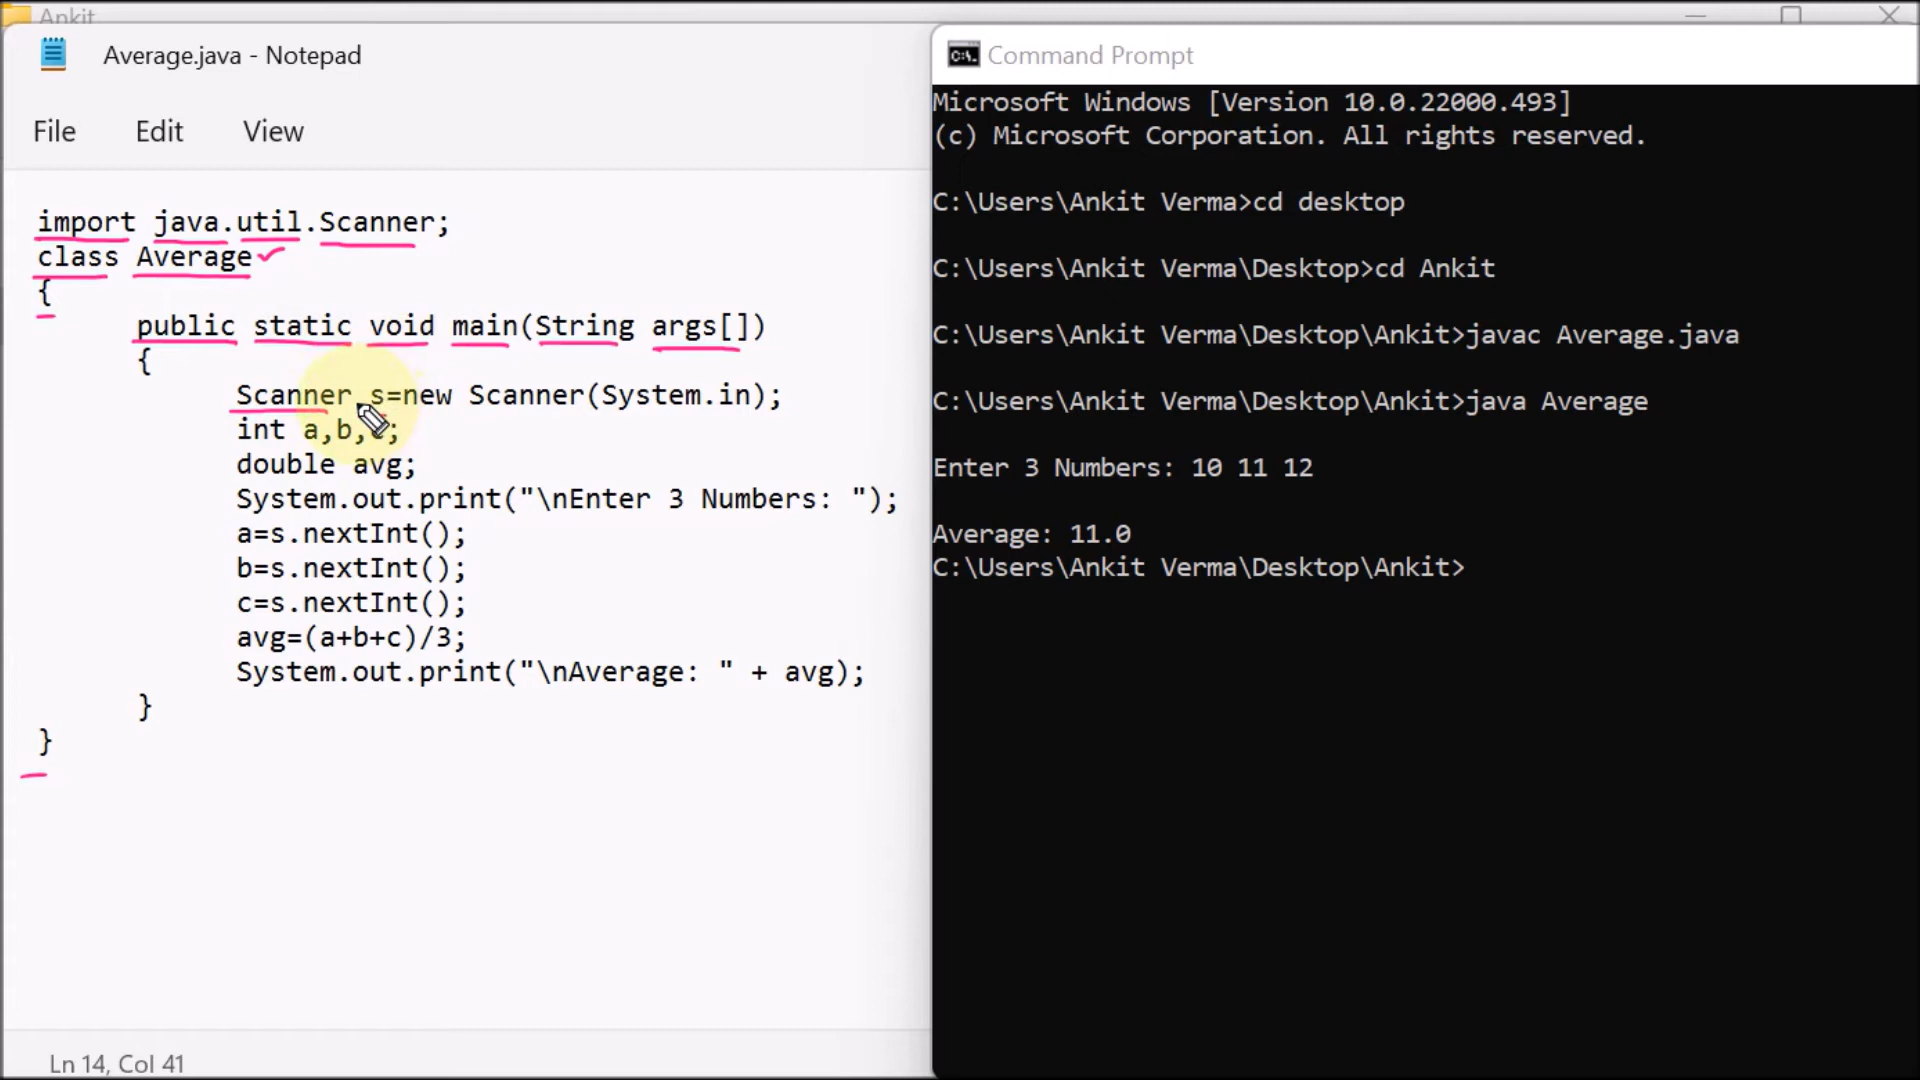 Ankit
Average.java - Notepad
File Edit View
import java.util.Scanner;
class Average
{
public static void main(String args[])
{
Scanner s=new Scanner(System.in);
int a,b,c;
double avg;
System.out.print("\nEnter 3 Numbers: ");
a=s.nextInt();
b=s.nextInt();
c=s.nextInt();
avg=(a+b+c)/3;
System.out.print("\nAverage: " + avg);
}
}
Ln 14, Col 41
Command Prompt
Microsoft Windows [Version 10.0.22000.493]
(c) Microsoft Corporation. All rights reserved.
C:\Users\Ankit Verma>cd desktop
C:\Users\Ankit Verma\Desktop>cd Ankit
C:\Users\Ankit Verma\Desktop\Ankit>javac Average.java
C:\Users\Ankit Verma\Desktop\Ankit>java Average
Enter 3 Numbers: 10 11 12
Average: 11.0
C:\Users\Ankit Verma\Desktop\Ankit>